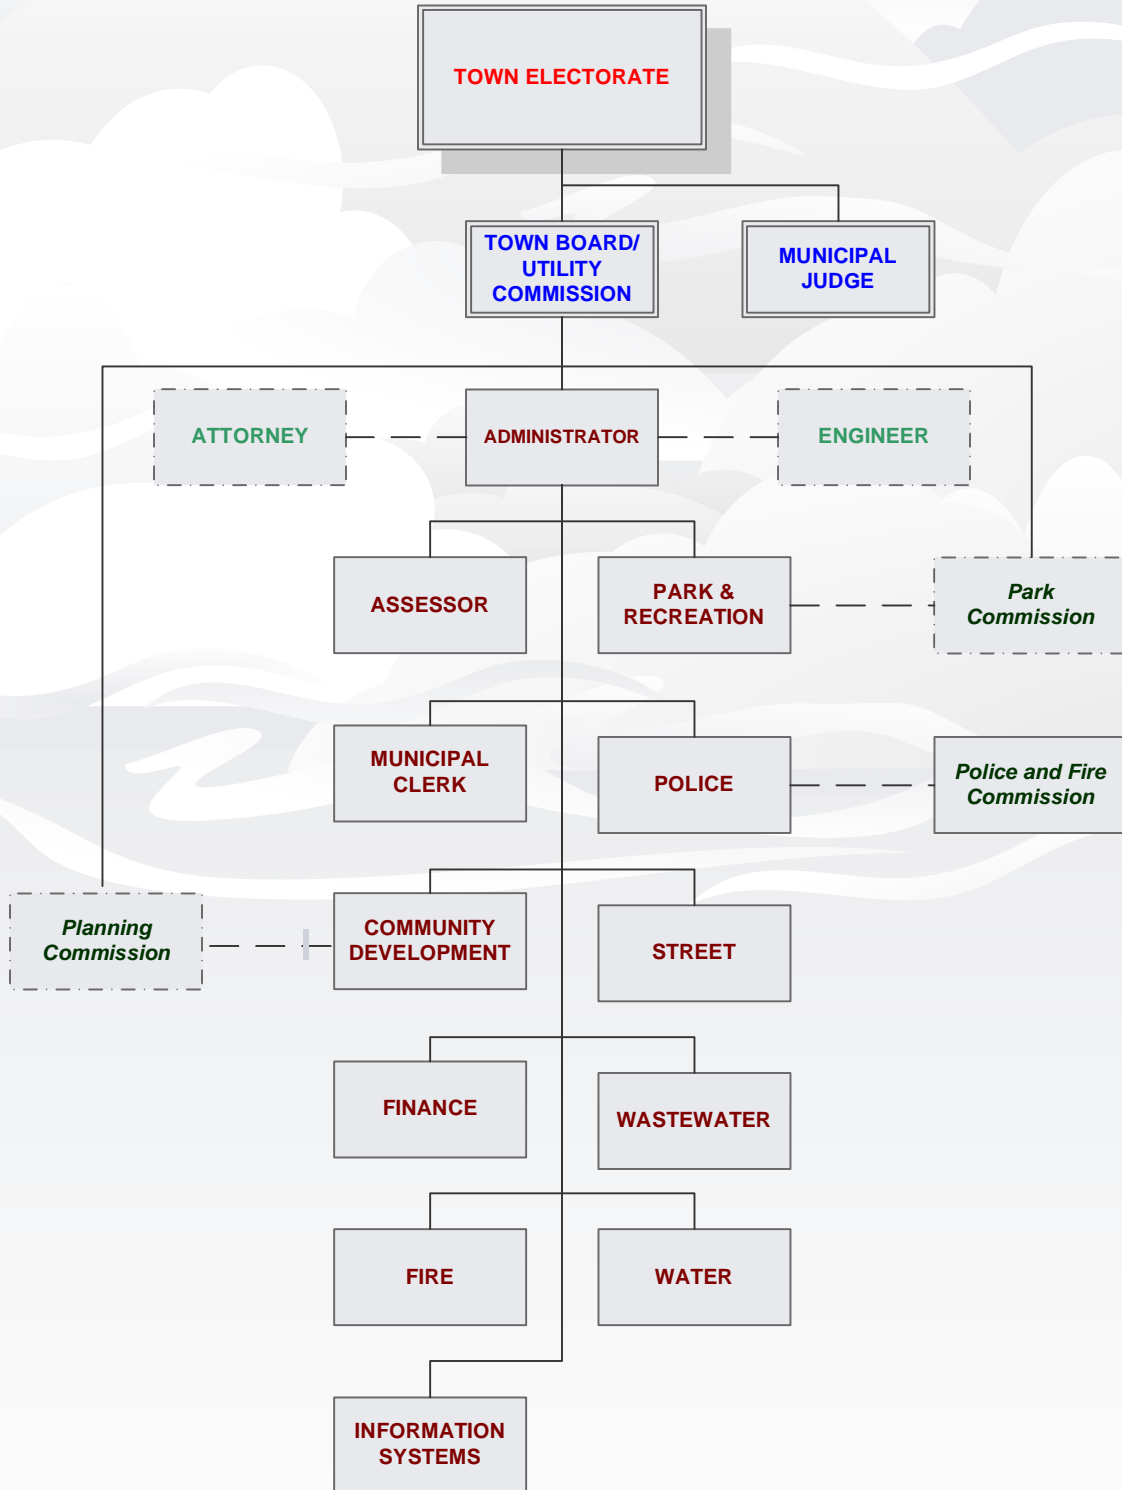 TOWN ELECTORATE
TOWN BOARD/
UTILITY
COMMISSION
MUNICIPAL
JUDGE
ATTORNEY
ADMINISTRATOR
ENGINEER
ASSESSOR
PARK &
RECREATION
Park
Commission
MUNICIPAL
CLERK
POLICE
Police and Fire
Commission
Planning
Commission
COMMUNITY
DEVELOPMENT
STREET
FINANCE
WASTEWATER
FIRE
WATER
INFORMATION
SYSTEMS